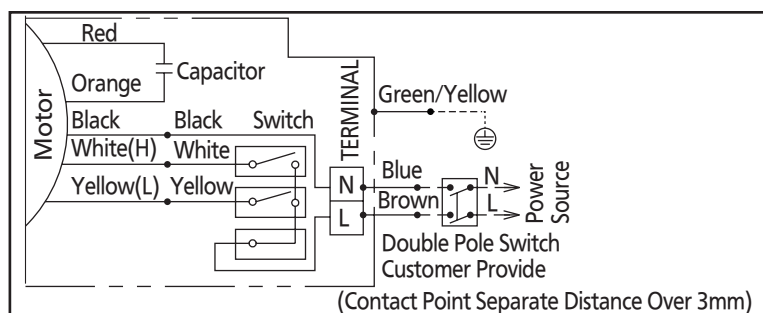 Red
Capacitor
Orange
Motor
Black
Black
Switch
White(H)
White
Yellow(L)
Yellow
TERMINAL
N
L
Green/Yellow
Blue
Brown
N
L
Power
Source
Double Pole Switch
Customer Provide
(Contact Point Separate Distance Over 3mm)